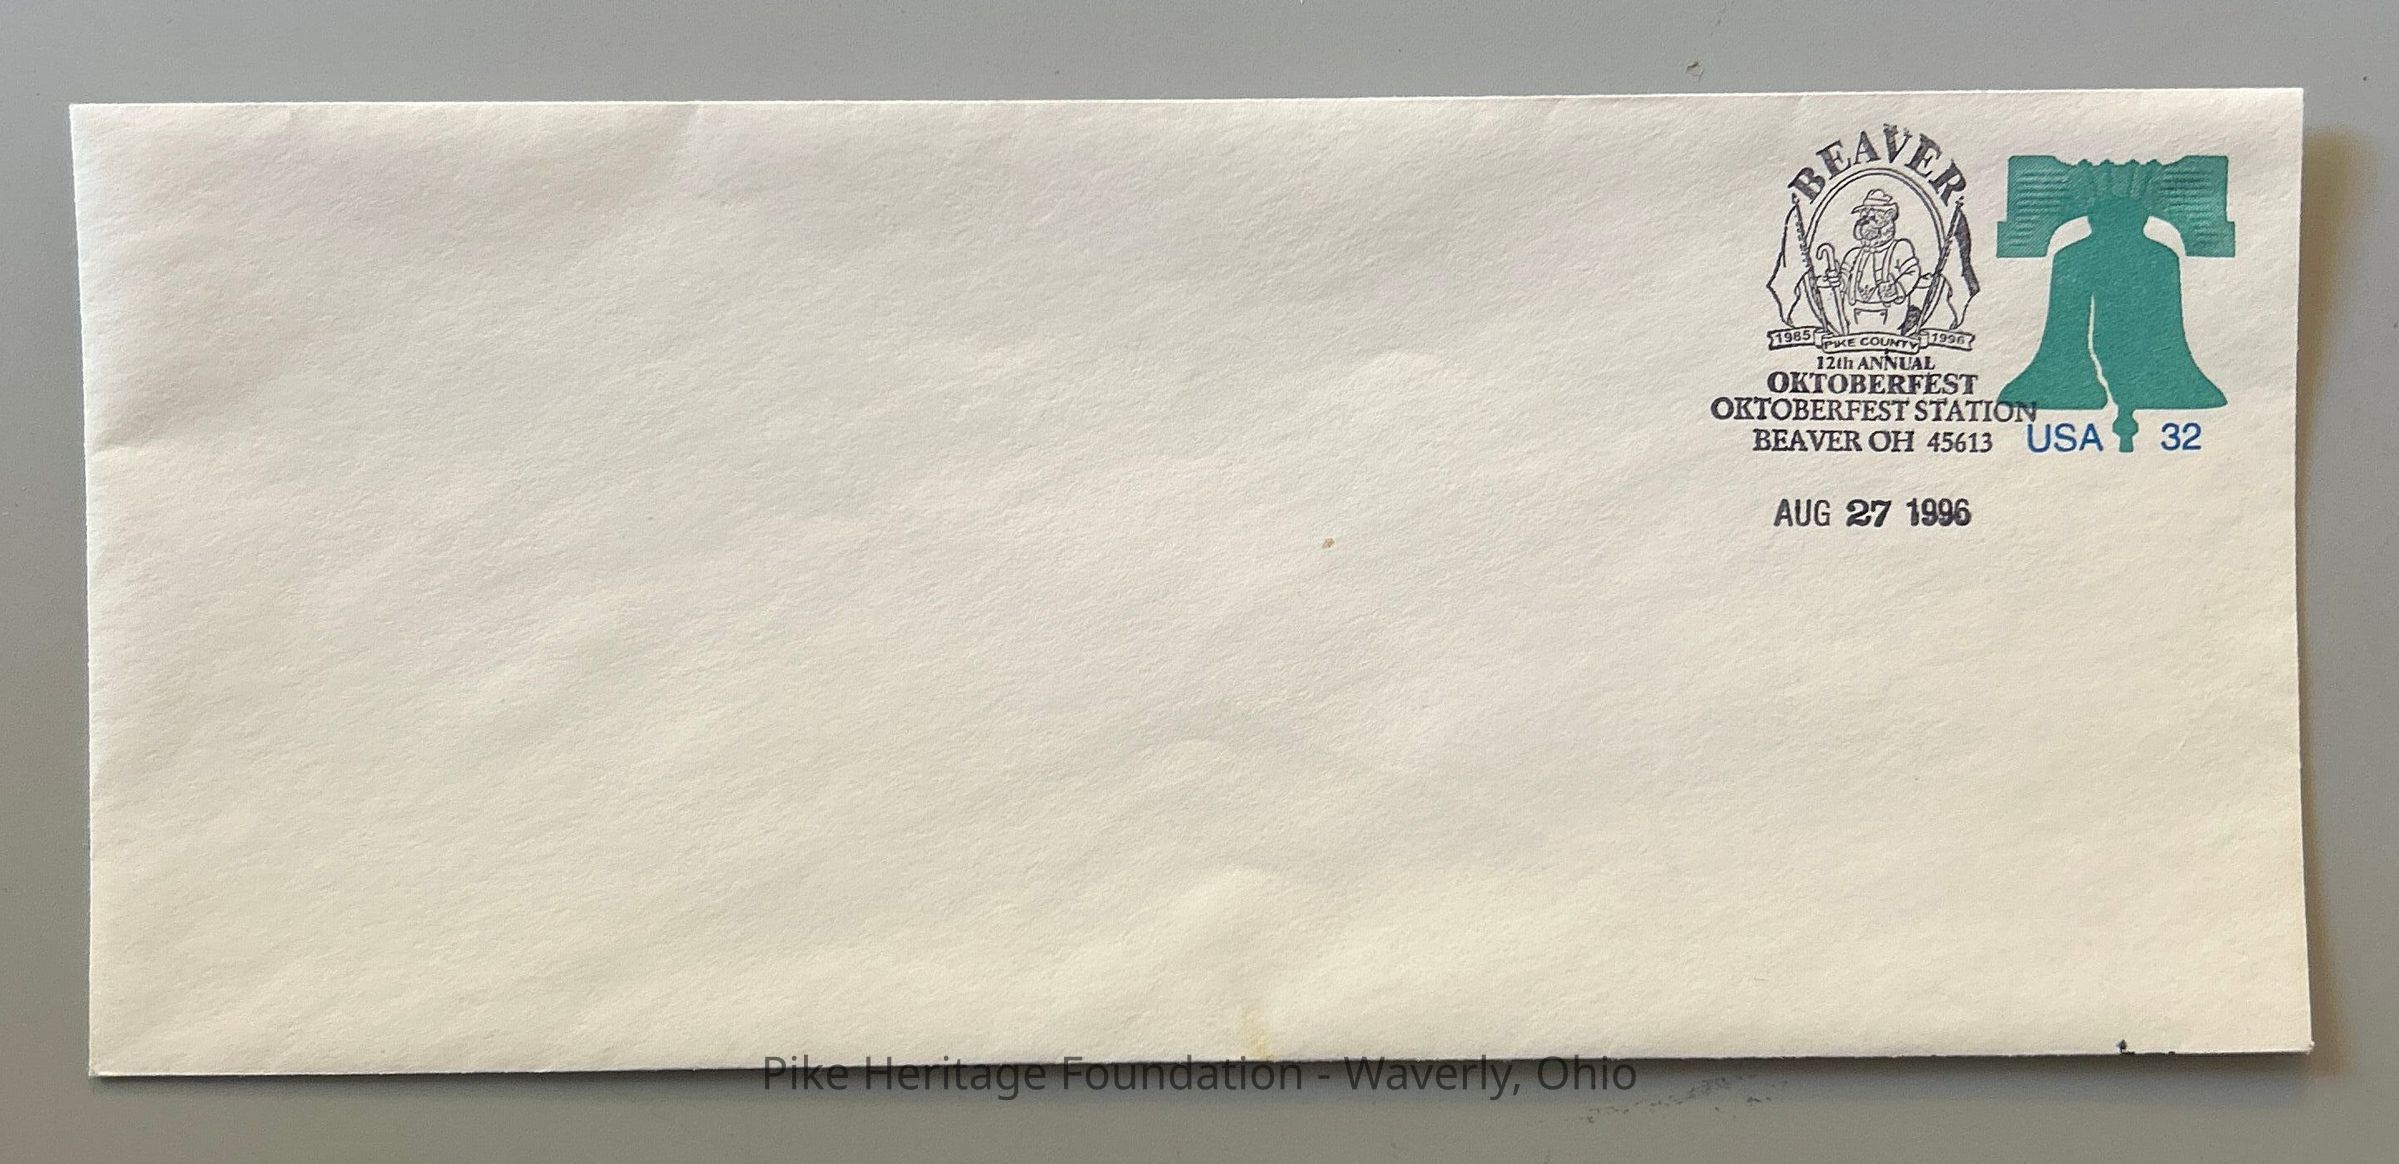 BEAVER
1985 PIKE COUNTY 1996
12th ANNUAL
OKTOBERFEST
OKTOBERFEST STATION
BEAVER OH 45613
USA 32
AUG 27 1996
Pike Heritage Foundation - Waverly, Ohio